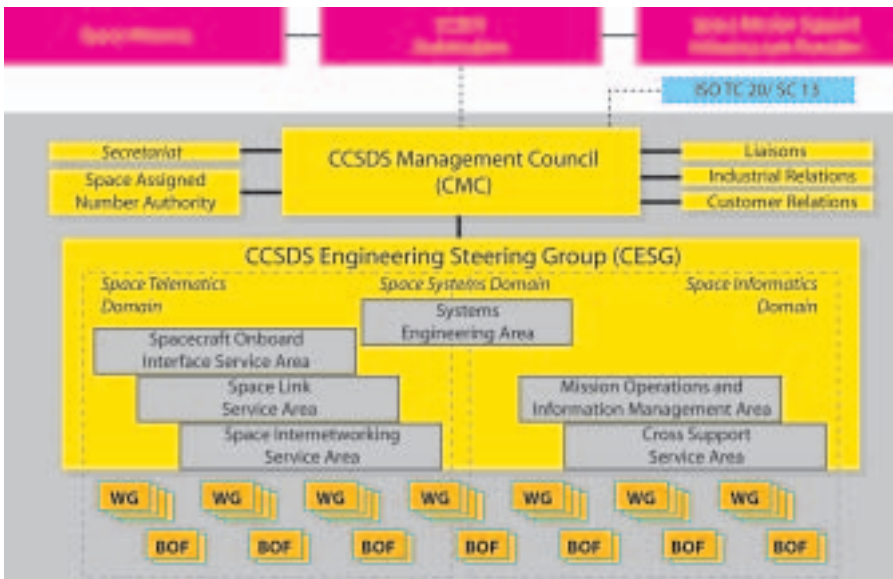 ISO TC 20/ SC 13
Secretariat
Space Assigned
Number Authority
CCSDS Management Council
(CMC)
Liaisons
Industrial Relations
Customer Relations
CCSDS Engineering Steering Group (CESG)
Space Telematics
Domain
Space Systems Domain
Space Informatics
Domain
Systems
Engineering Area
Spacecraft Onboard
Interface Service Area
Space Link
Service Area
Space Internetworking
Service Area
Mission Operations and
Information Management Area
Cross Support
Service Area
WG WG WG WG WG WG WG
BOF BOF BOF BOF BOF BOF BOF